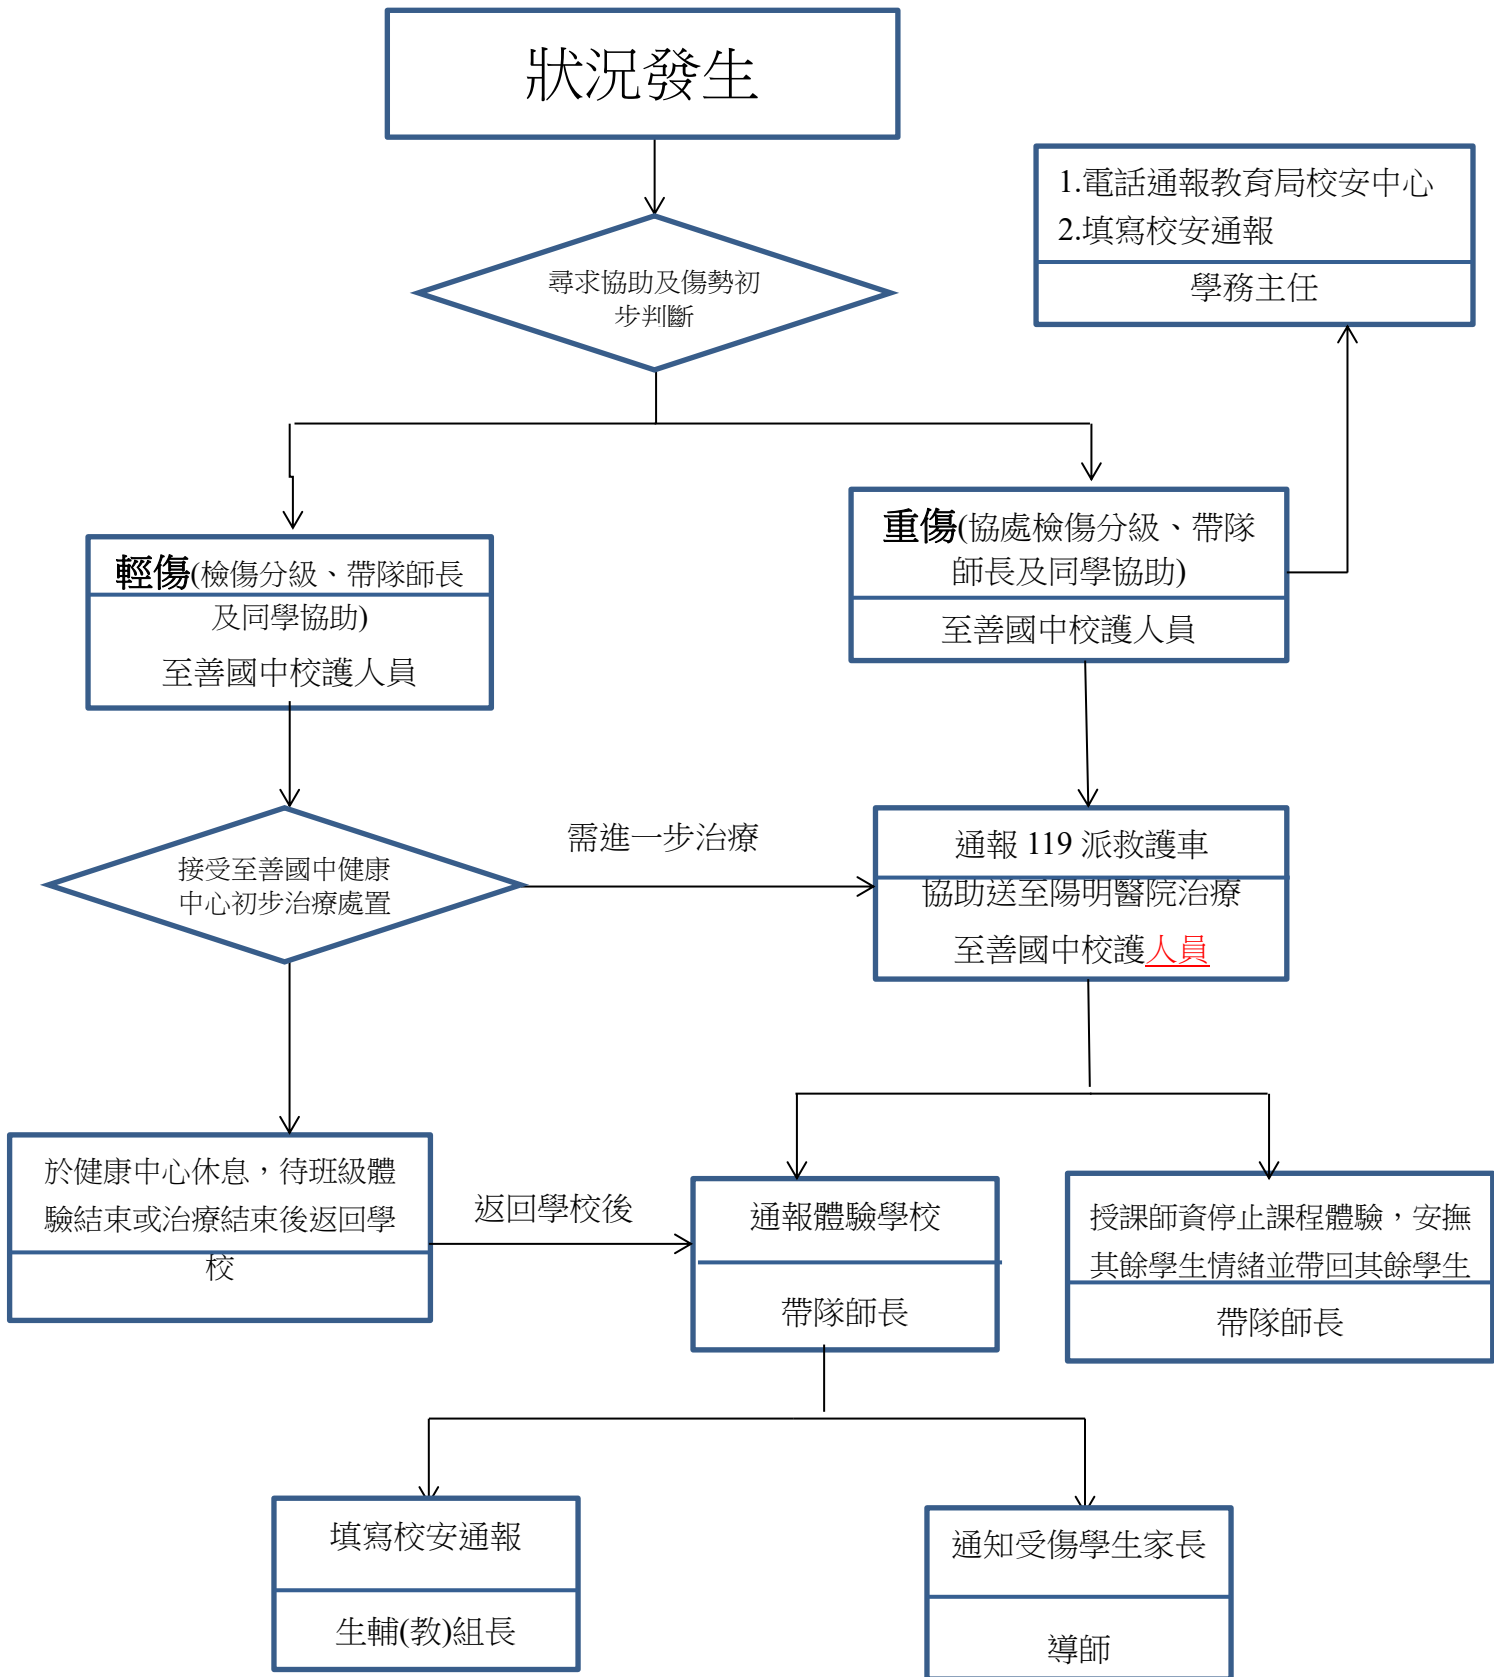 狀況發生
1.電話通報教育局校安中心
2.填寫校安通報
學務主任
尋求協助及傷勢初
步判斷
重傷(協處檢傷分級、帶隊
師長及同學協助)
至善國中校護人員
輕傷(檢傷分級、帶隊師長
及同學協助)
至善國中校護人員
需進一步治療
通報 119 派救護車
協助送至陽明醫院治療
至善國中校護人員
接受至善國中健康
中心初步治療處置
於健康中心休息，待班級體
驗結束或治療結束後返回學
校
返回學校後
通報體驗學校
帶隊師長
授課師資停止課程體驗，安撫
其餘學生情緒並帶回其餘學生
帶隊師長
填寫校安通報
生輔(教)組長
通知受傷學生家長
導師